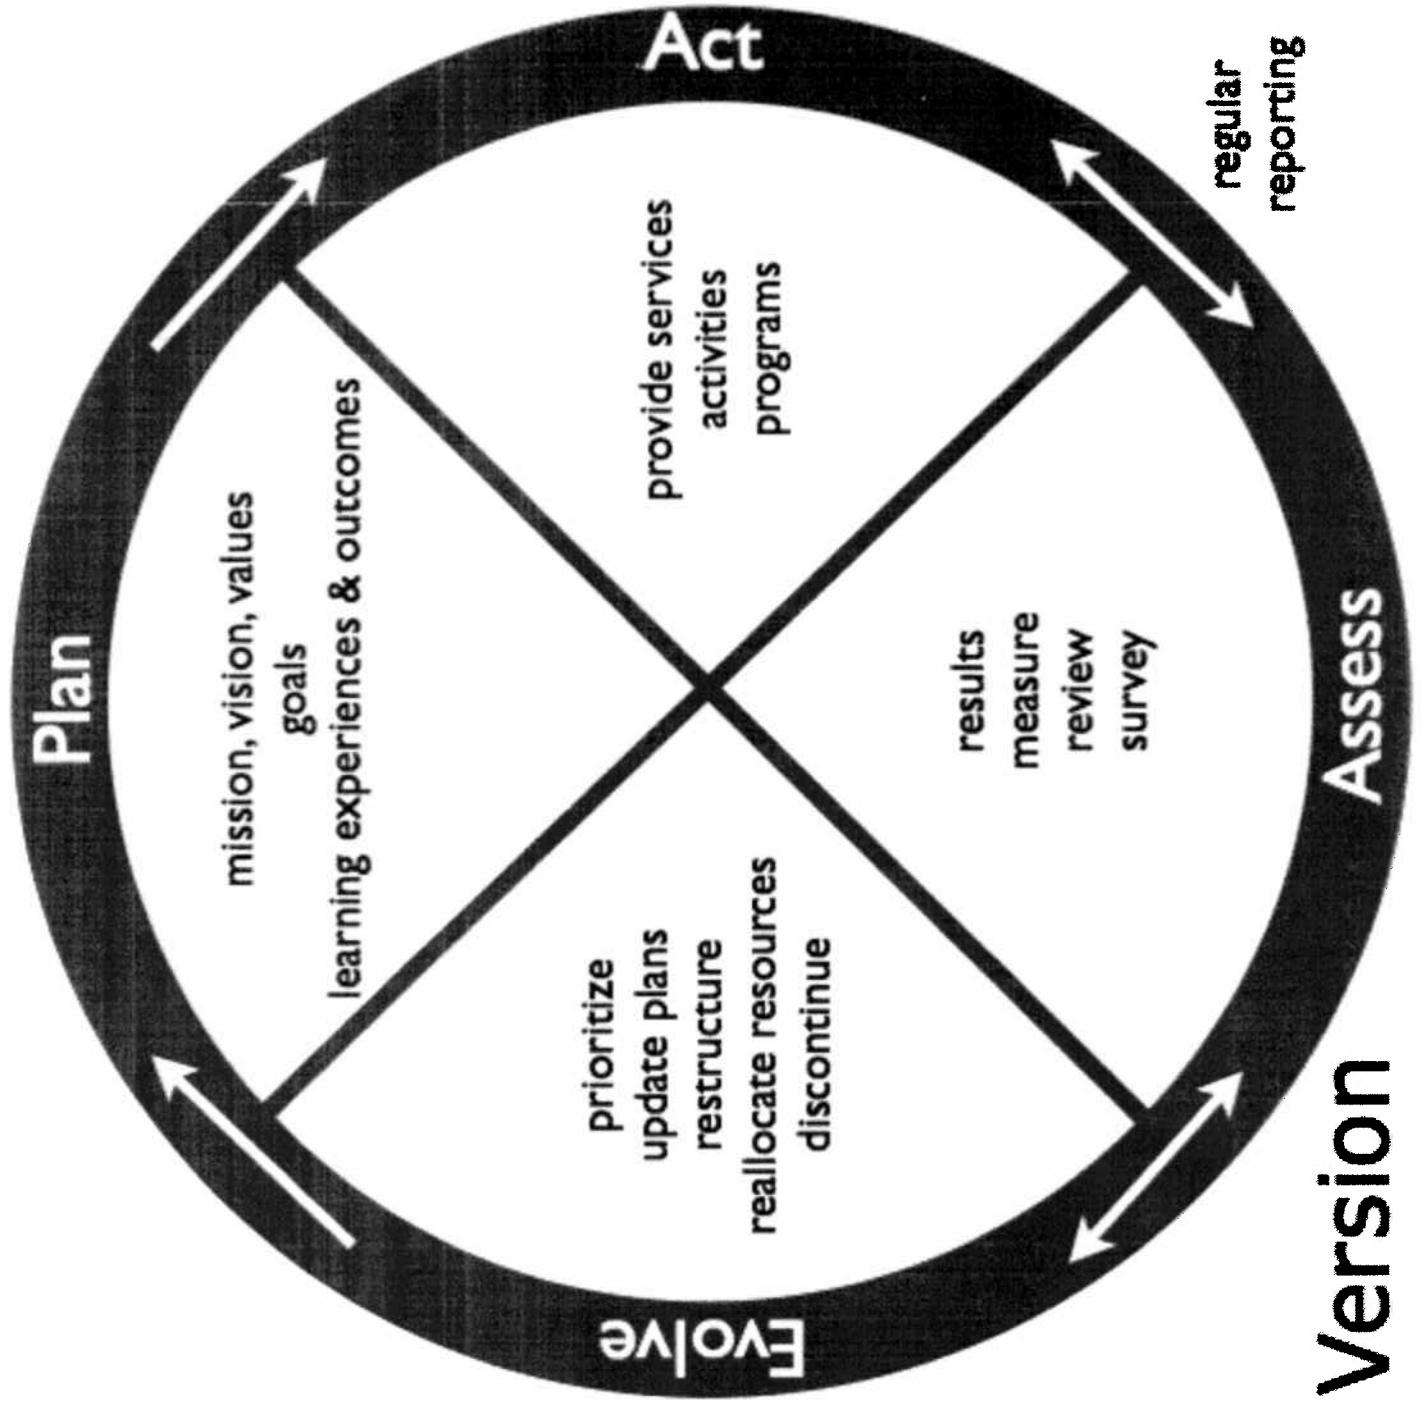 Plan
mission, vision, values
goals
learning experiences & outcomes
Act
provide services
activities
programs
regular
reporting
Assess
results
measure
review
survey
Evolve
prioritize
update plans
restructure
reallocate resources
discontinue
Version